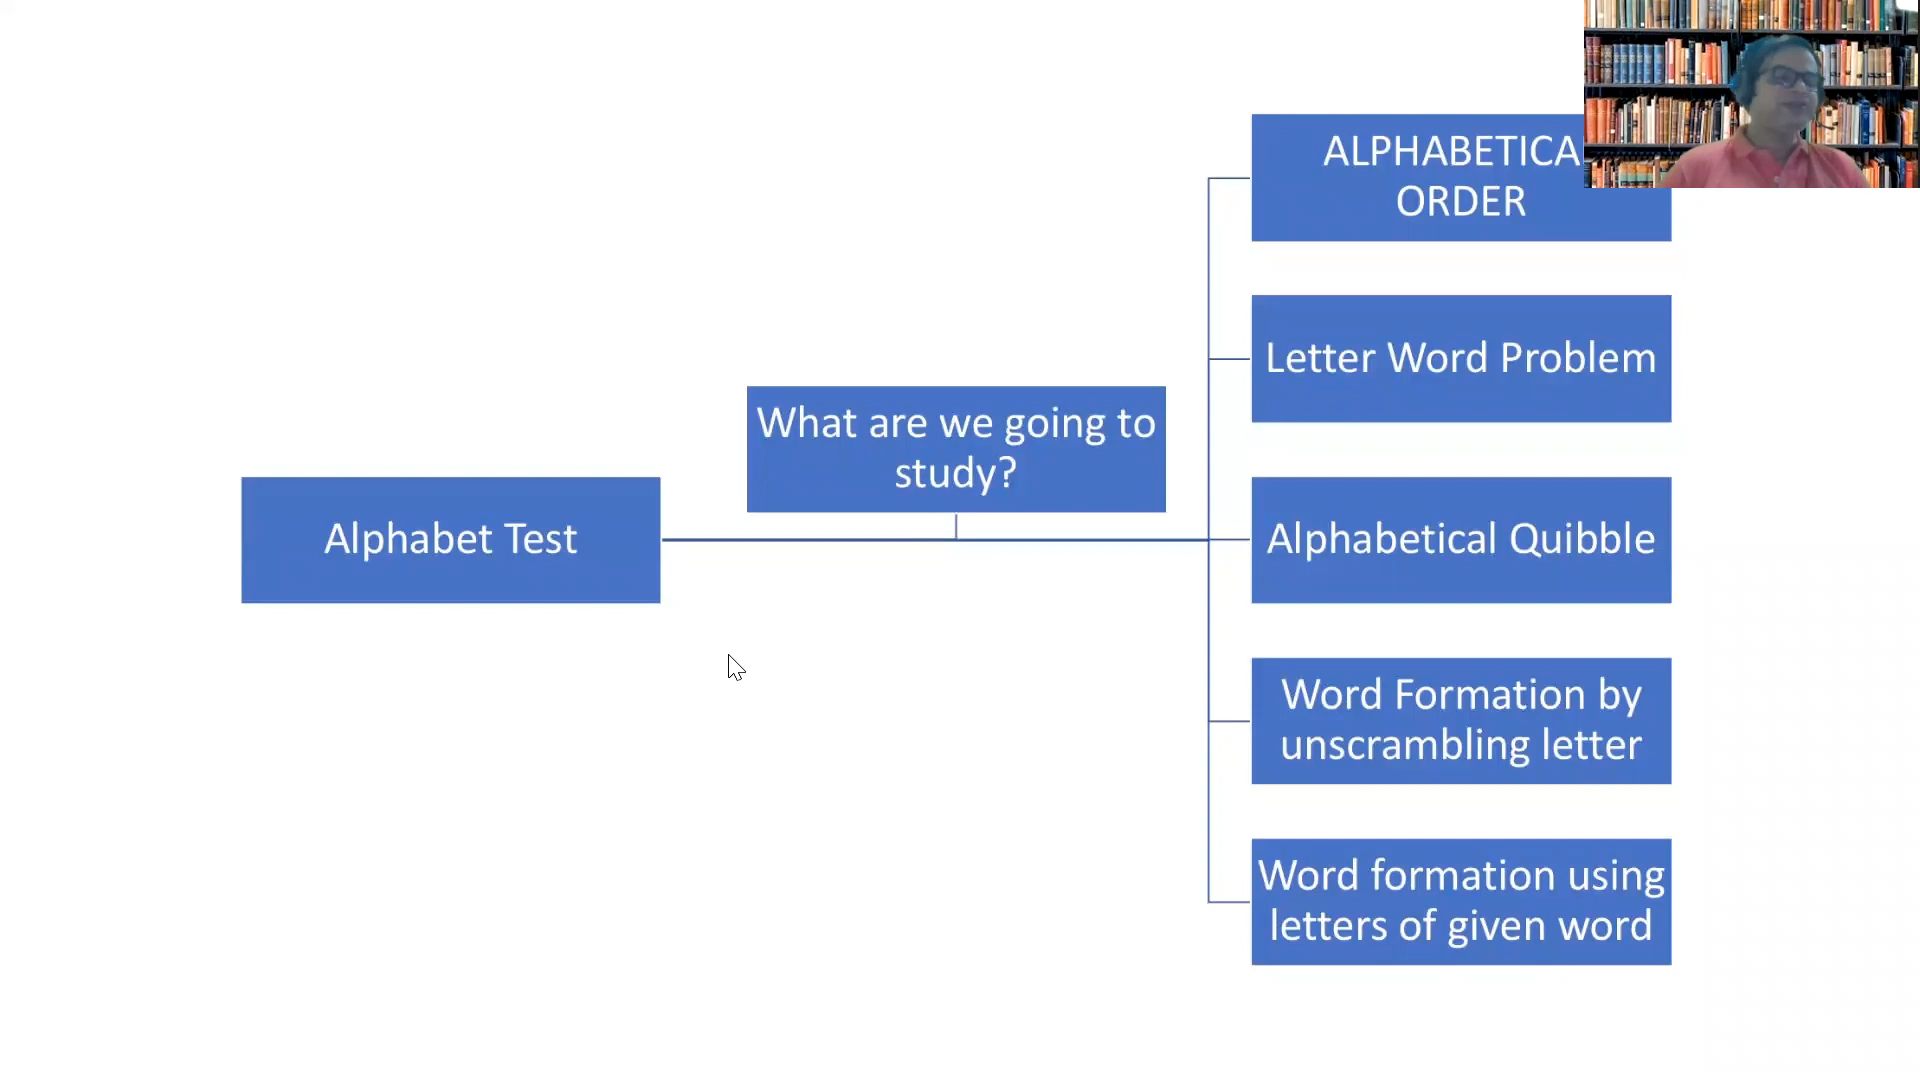 Alphabet Test
What are we going to
study?
ALPHABETICA
ORDER
Letter Word Problem
Alphabetical Quibble
Word Formation by
unscrambling letter
Word formation using
letters of given word